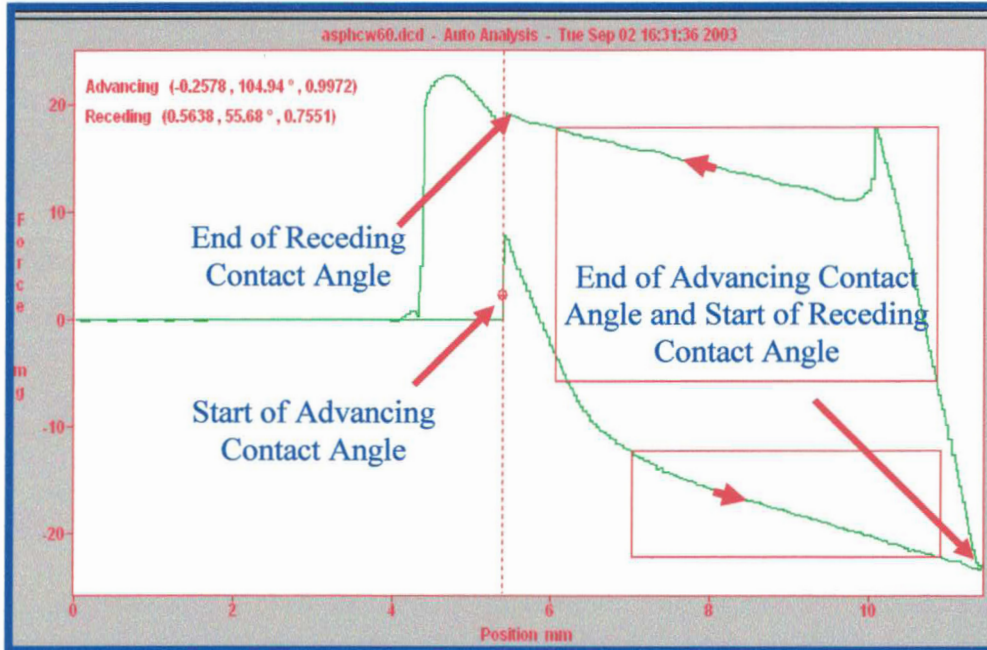 asphcw60.dcd - Auto Analysis - Tue Sep 02 16:31:36 2003
Advancing (-0.2578 , 104.94 °, 0.9972)
Receding (0.5638 , 55.68 °, 0.7551)
20
10
0
-10
-20
Force mg
End of Receding
Contact Angle
End of Advancing Contact
Angle and Start of Receding
Contact Angle
Start of Advancing
Contact Angle
0 2 4 6 8 10
Position mm